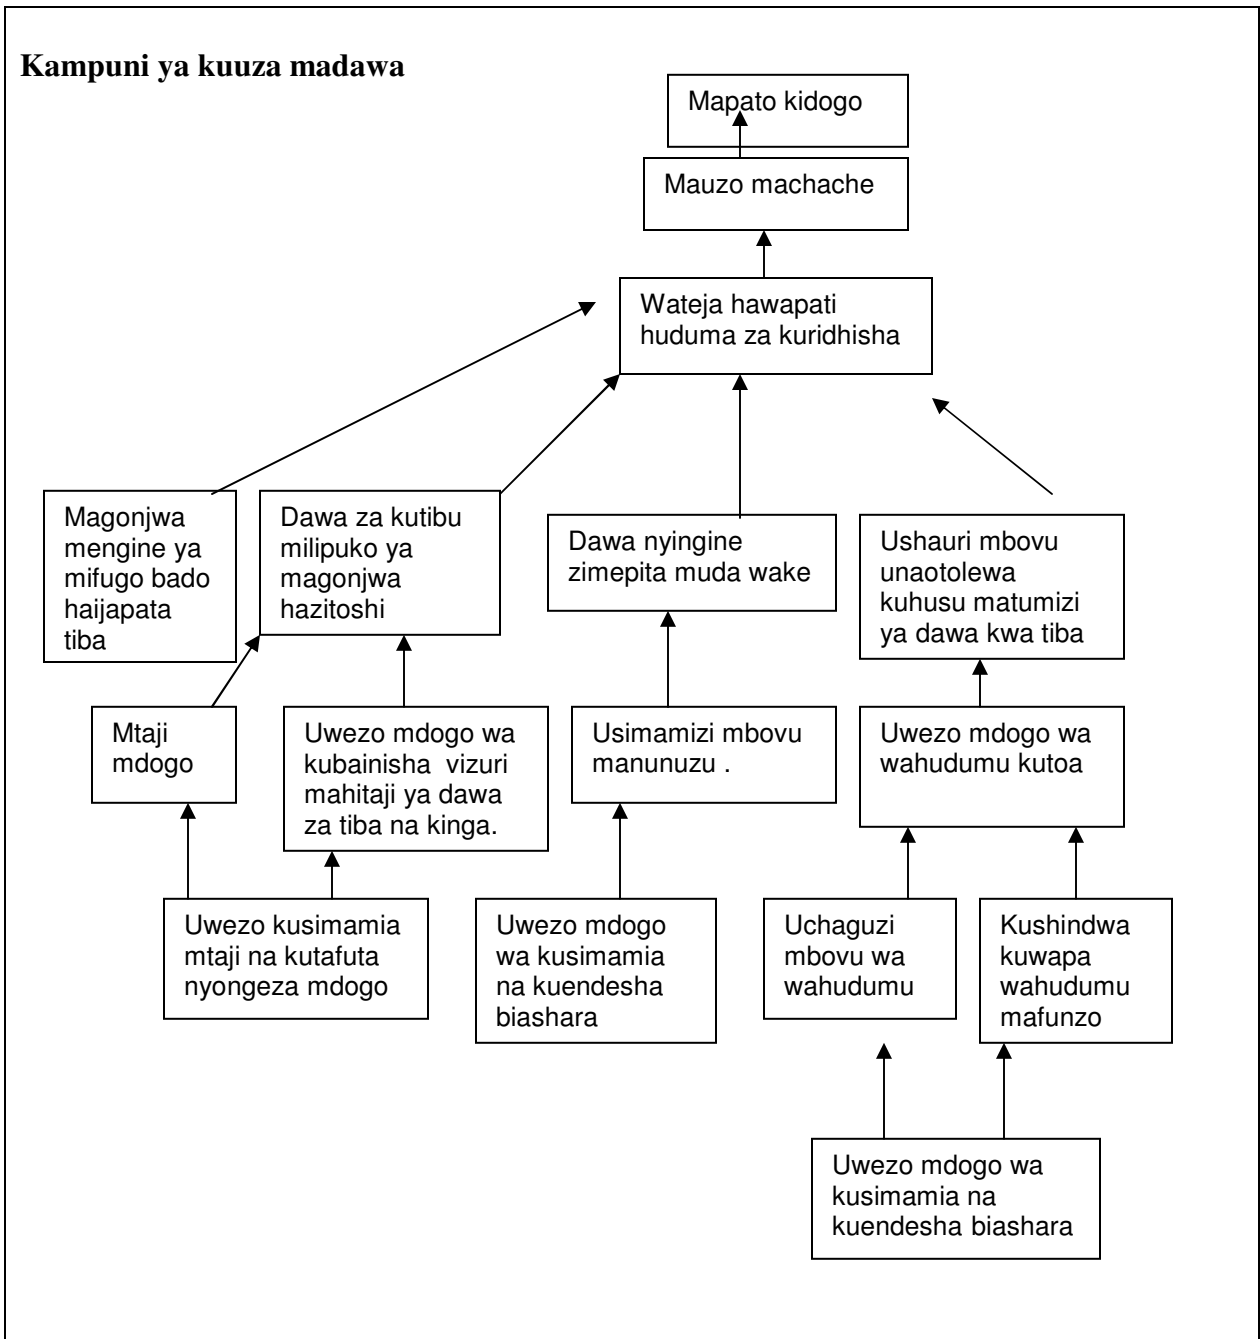 Kampuni ya kuuza madawa
Mapato kidogo
Mauzo machache
Wateja hawapati
huduma za kuridhisha
Magonjwa
mengine ya
mifugo bado
haijapata
tiba
Dawa za kutibu
milipuko ya
magonjwa
hazitoshi
Dawa nyingine
zimepita muda wake
Ushauri mbovu
unaotolewa
kuhusu matumizi
ya dawa kwa tiba
Mtaji
mdogo
Uwezo mdogo wa
kubainisha vizuri
mahitaji ya dawa
za tiba na kinga.
Usimamizi mbovu
manunuzu .
Uwezo mdogo wa
wahudumu kutoa
Uwezo kusimamia
mtaji na kutafuta
nyongeza mdogo
Uwezo mdogo
wa kusimamia
na kuendesha
biashara
Uchaguzi
mbovu wa
wahudumu
Kushindwa
kuwapa
wahudumu
mafunzo
Uwezo mdogo wa
kusimamia na
kuendesha biashara